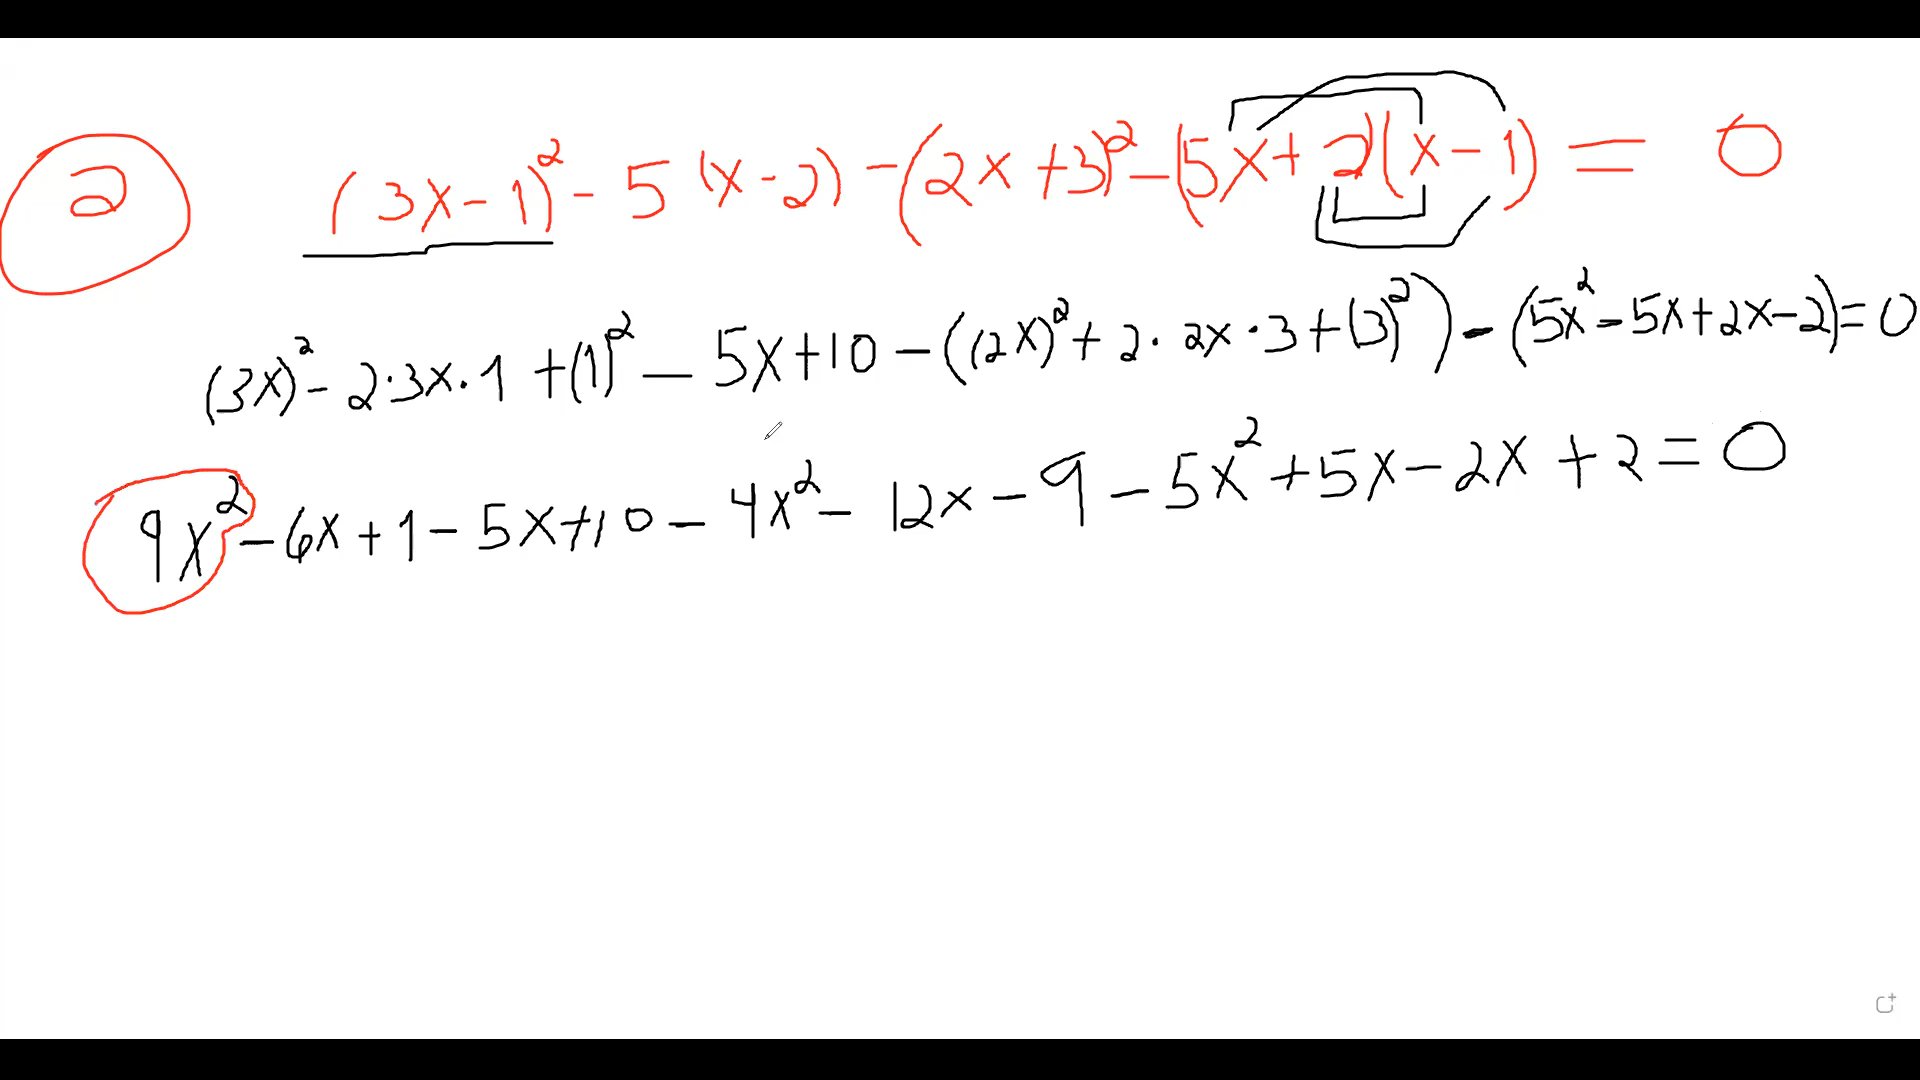 2 (3x-1)² - 5(x-2) - (2x+3)² - (5x+2)(x-1) = 0
(3x)² - 2·3x·1 + (1)² - 5x+10 - ((2x)² + 2·2x·3 + (3)²) - (5x² - 5x+2x-2) = 0
9x² - 6x + 1 - 5x + 10 - 4x² - 12x - 9 - 5x² + 5x - 2x + 2 = 0